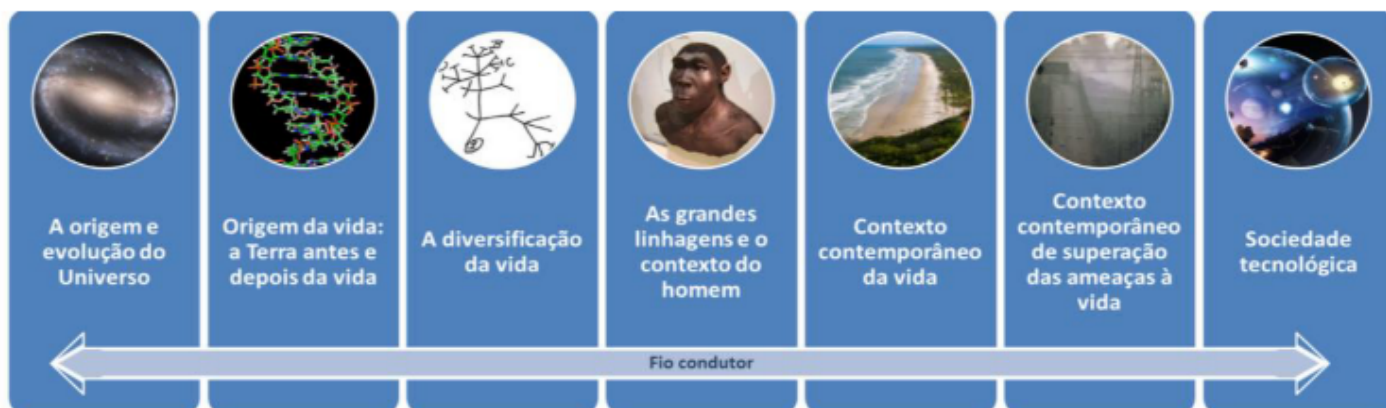 A origem e
evolução do
Universo
Origem da vida:
a Terra antes e
depois da vida
A diversificação
da vida
As grandes
linhagens e o
contexto do
homem
Contexto
contemporâneo
da vida
Contexto
contemporâneo
de superação
das ameaças à
vida
Sociedade
tecnológica
Fio condutor